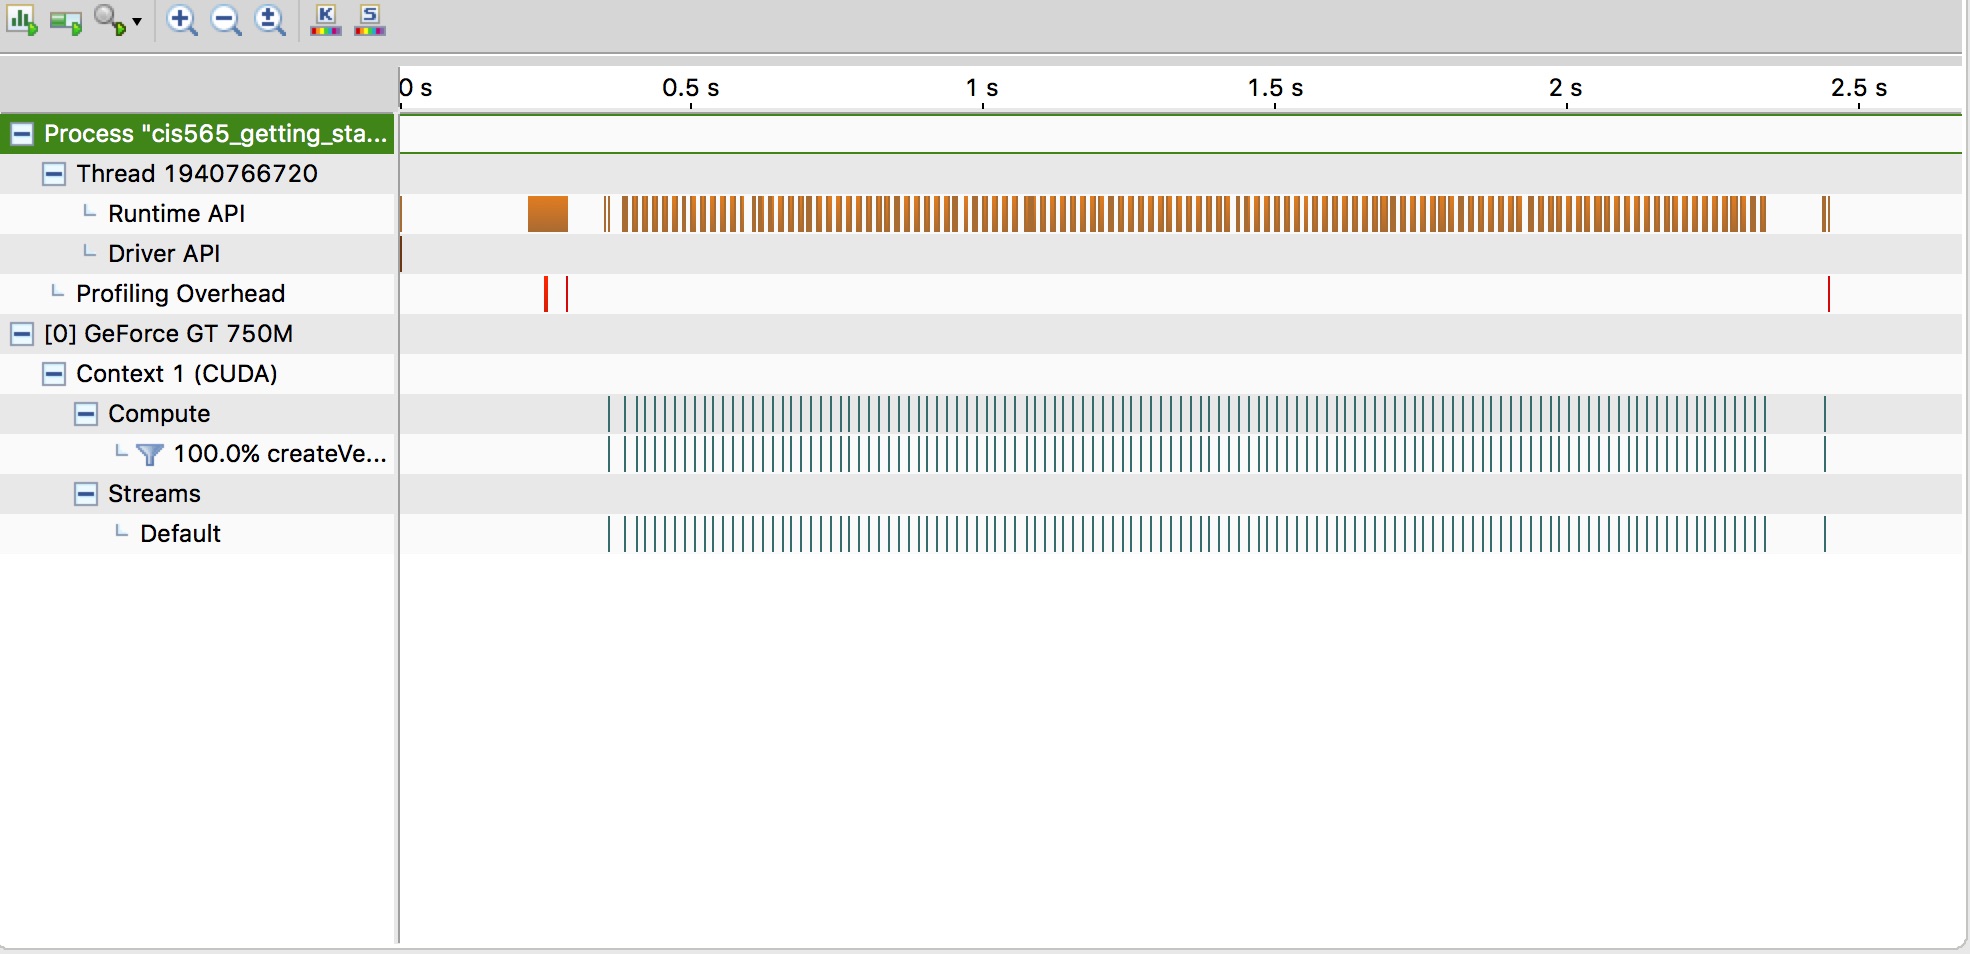 K S
0 s 0.5 s 1 s 1.5 s 2 s 2.5 s
Process "cis565_getting_sta...
Thread 1940766720
Runtime API
Driver API
Profiling Overhead
[0] GeForce GT 750M
Context 1 (CUDA)
Compute
100.0% createVe...
Streams
Default